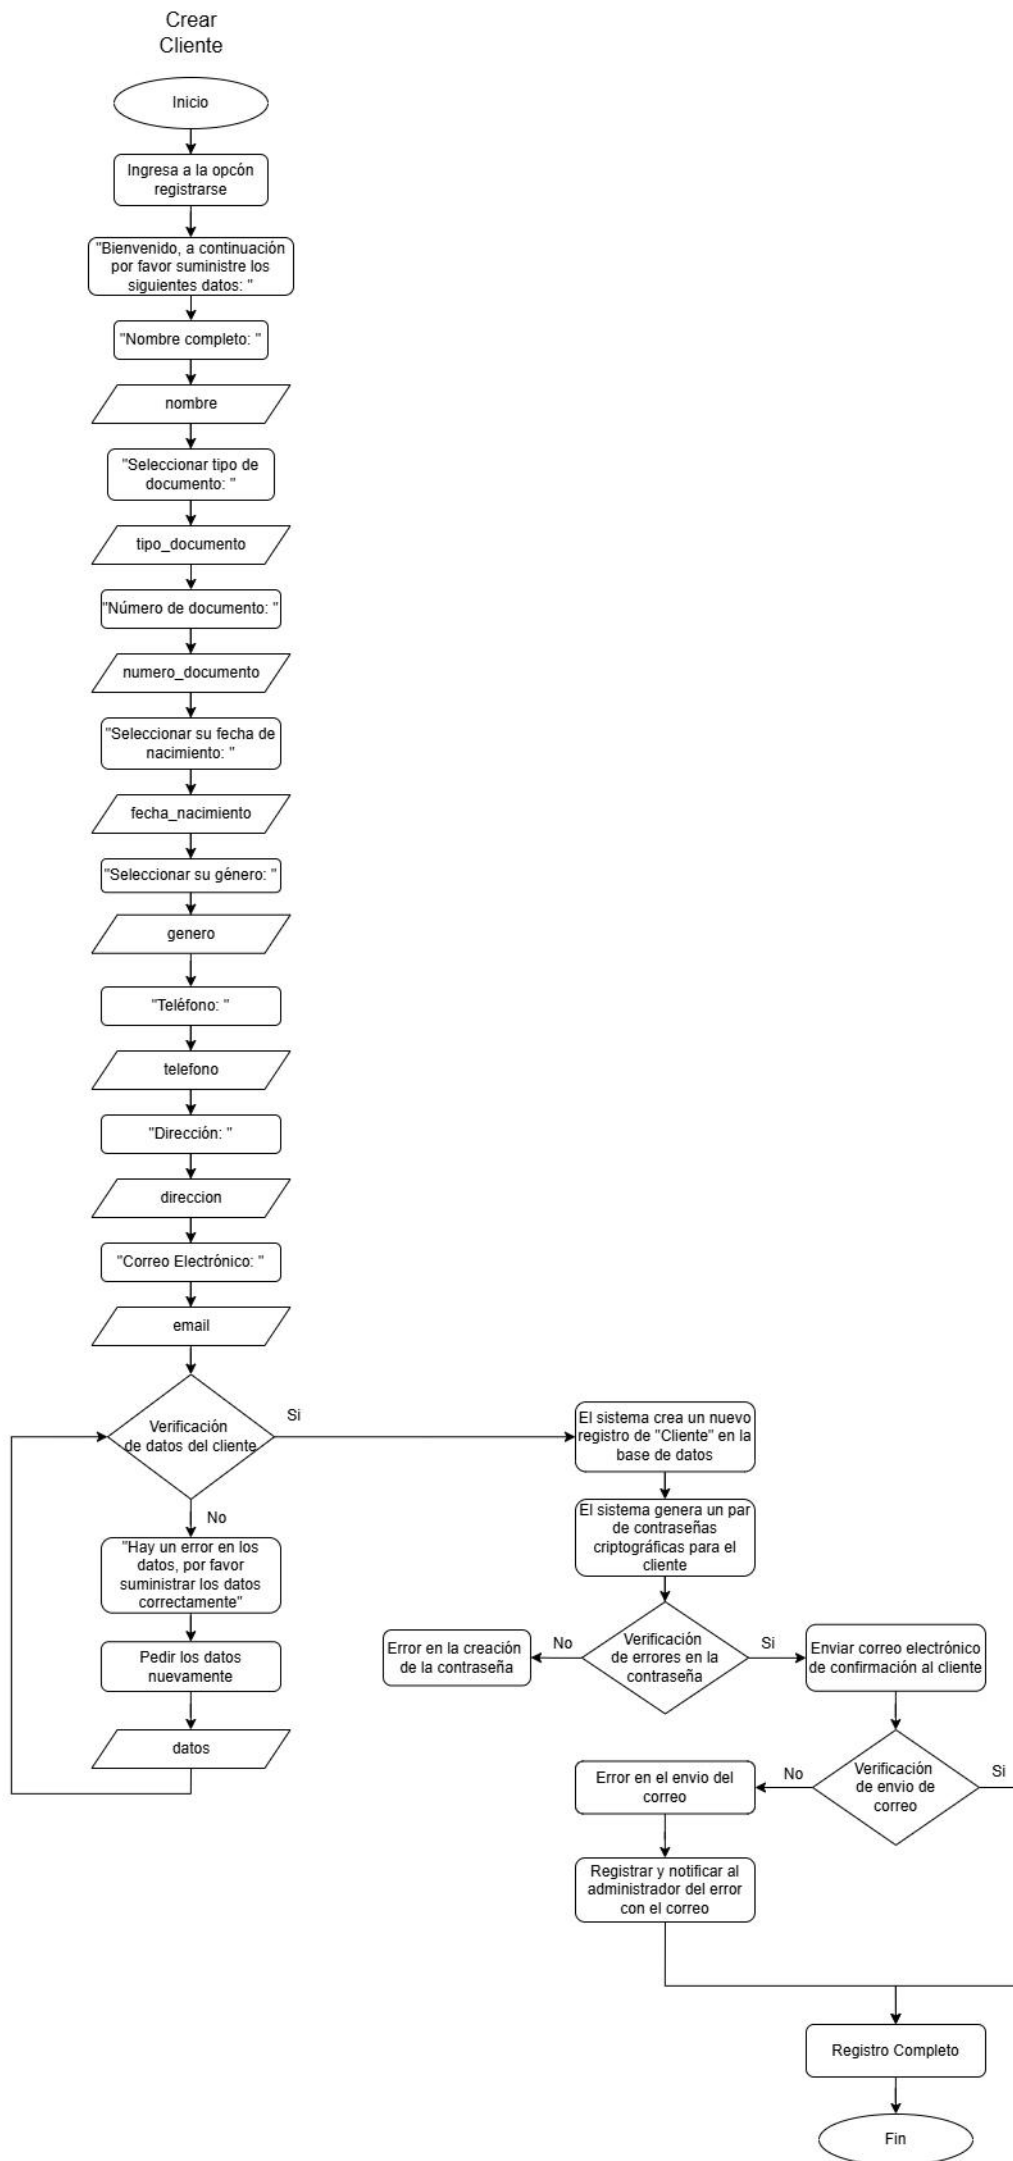 Crear
Cliente
Inicio
Ingresa a la opcón
registrarse
"Bienvenido, a continuación
por favor suministre los
siguientes datos: "
"Nombre completo: "
nombre
"Seleccionar tipo de
documento: "
tipo_documento
"Número de documento: "
numero_documento
"Seleccionar su fecha de
nacimiento: "
fecha_nacimiento
"Seleccionar su género: "
genero
"Teléfono: "
telefono
"Dirección: "
direccion
"Correo Electrónico: "
email
Verificación
de datos del cliente
Si
No
"Hay un error en los
datos, por favor
suministrar los datos
correctamente"
Pedir los datos
nuevamente
datos
El sistema crea un nuevo
registro de "Cliente" en la
base de datos
El sistema genera un par
de contraseñas
criptográficas para el
cliente
Verificación
de errores en la
contraseña
No
Error en la creación
de la contraseña
Si
Enviar correo electrónico
de confirmación al cliente
Verificación
de envio de
correo
No
Si
Error en el envio del
correo
Registrar y notificar al
administrador del error
con el correo
Registro Completo
Fin